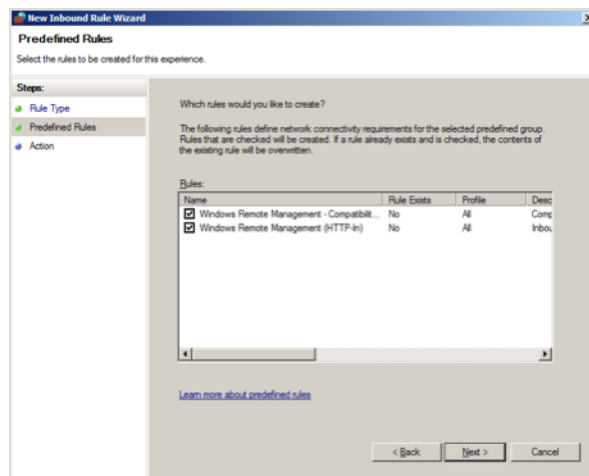 New Inbound Rule Wizard
Predefined Rules
Select the rules to be created for this experience.
Steps:
Rule Type
Predefined Rules
Action
Which rules would you like to create?
The following rules define network connectivity requirements for the selected predefined group.
Rules that are checked will be created. If a rule already exists and is checked, the contents of
the existing rule will be overwritten.
Rules:
Name Rule Exists Profile Desc
Windows Remote Management - Compatibilit... No All Comp
Windows Remote Management (HTTP-In) No All Inbou
Learn more about predefined rules
< Back Next > Cancel